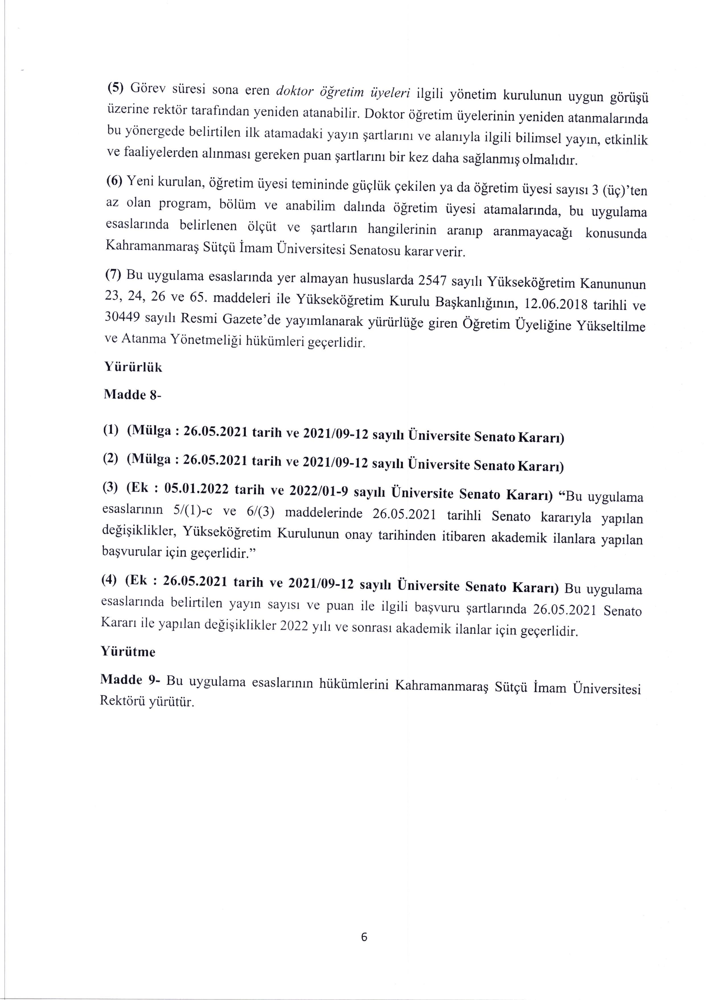 (5) Görev süresi sona eren doktor öğretim üyeleri ilgili yönetim kurulunun uygun görüşü
üzerine rektör tarafından yeniden atanabilir. Doktor öğretim üyelerinin yeniden atanmalarında
bu yönergede belirtilen ilk atamadaki yayın şartlarını ve alanıyla ilgili bilimsel yayın, etkinlik
ve faaliyelerden alınması gereken puan şartlarını bir kez daha sağlanmış olmalıdır.
(6) Yeni kurulan, öğretim üyesi temininde güçlük çekilen ya da öğretim üyesi sayısı 3 (üç)’ten
az olan program, bölüm ve anabilim dalında öğretim üyesi atamalarında, bu uygulama
esaslarında belirlenen ölçüt ve şartların hangilerinin aranıp aranmayacağı konusunda
Kahramanmaraş Sütçü İmam Üniversitesi Senatosu karar verir.
(7) Bu uygulama esaslarında yer almayan hususlarda 2547 sayılı Yükseköğretim Kanununun
23, 24, 26 ve 65. maddeleri ile Yükseköğretim Kurulu Başkanlığının, 12.06.2018 tarihli ve
30449 sayılı Resmi Gazete’de yayımlanarak yürürlüğe giren Öğretim Üyeliğine Yükseltilme
ve Atanma Yönetmeliği hükümleri geçerlidir.
Yürürlük
Madde 8-
(1) (Mülga : 26.05.2021 tarih ve 2021/09-12 sayılı Üniversite Senato Kararı)
(2) (Mülga : 26.05.2021 tarih ve 2021/09-12 sayılı Üniversite Senato Kararı)
(3) (Ek : 05.01.2022 tarih ve 2022/01-9 sayılı Üniversite Senato Kararı) “Bu uygulama
esaslarının 5/(1)-c ve 6/(3) maddelerinde 26.05.2021 tarihli Senato kararıyla yapılan
değişiklikler, Yükseköğretim Kurulunun onay tarihinden itibaren akademik ilanlara yapılan
başvurular için geçerlidir.”
(4) (Ek : 26.05.2021 tarih ve 2021/09-12 sayılı Üniversite Senato Kararı) Bu uygulama
esaslarında belirtilen yayın sayısı ve puan ile ilgili başvuru şartlarında 26.05.2021 Senato
Kararı ile yapılan değişiklikler 2022 yılı ve sonrası akademik ilanlar için geçerlidir.
Yürütme
Madde 9- Bu uygulama esaslarının hükümlerini Kahramanmaraş Sütçü İmam Üniversitesi
Rektörü yürütür.
6